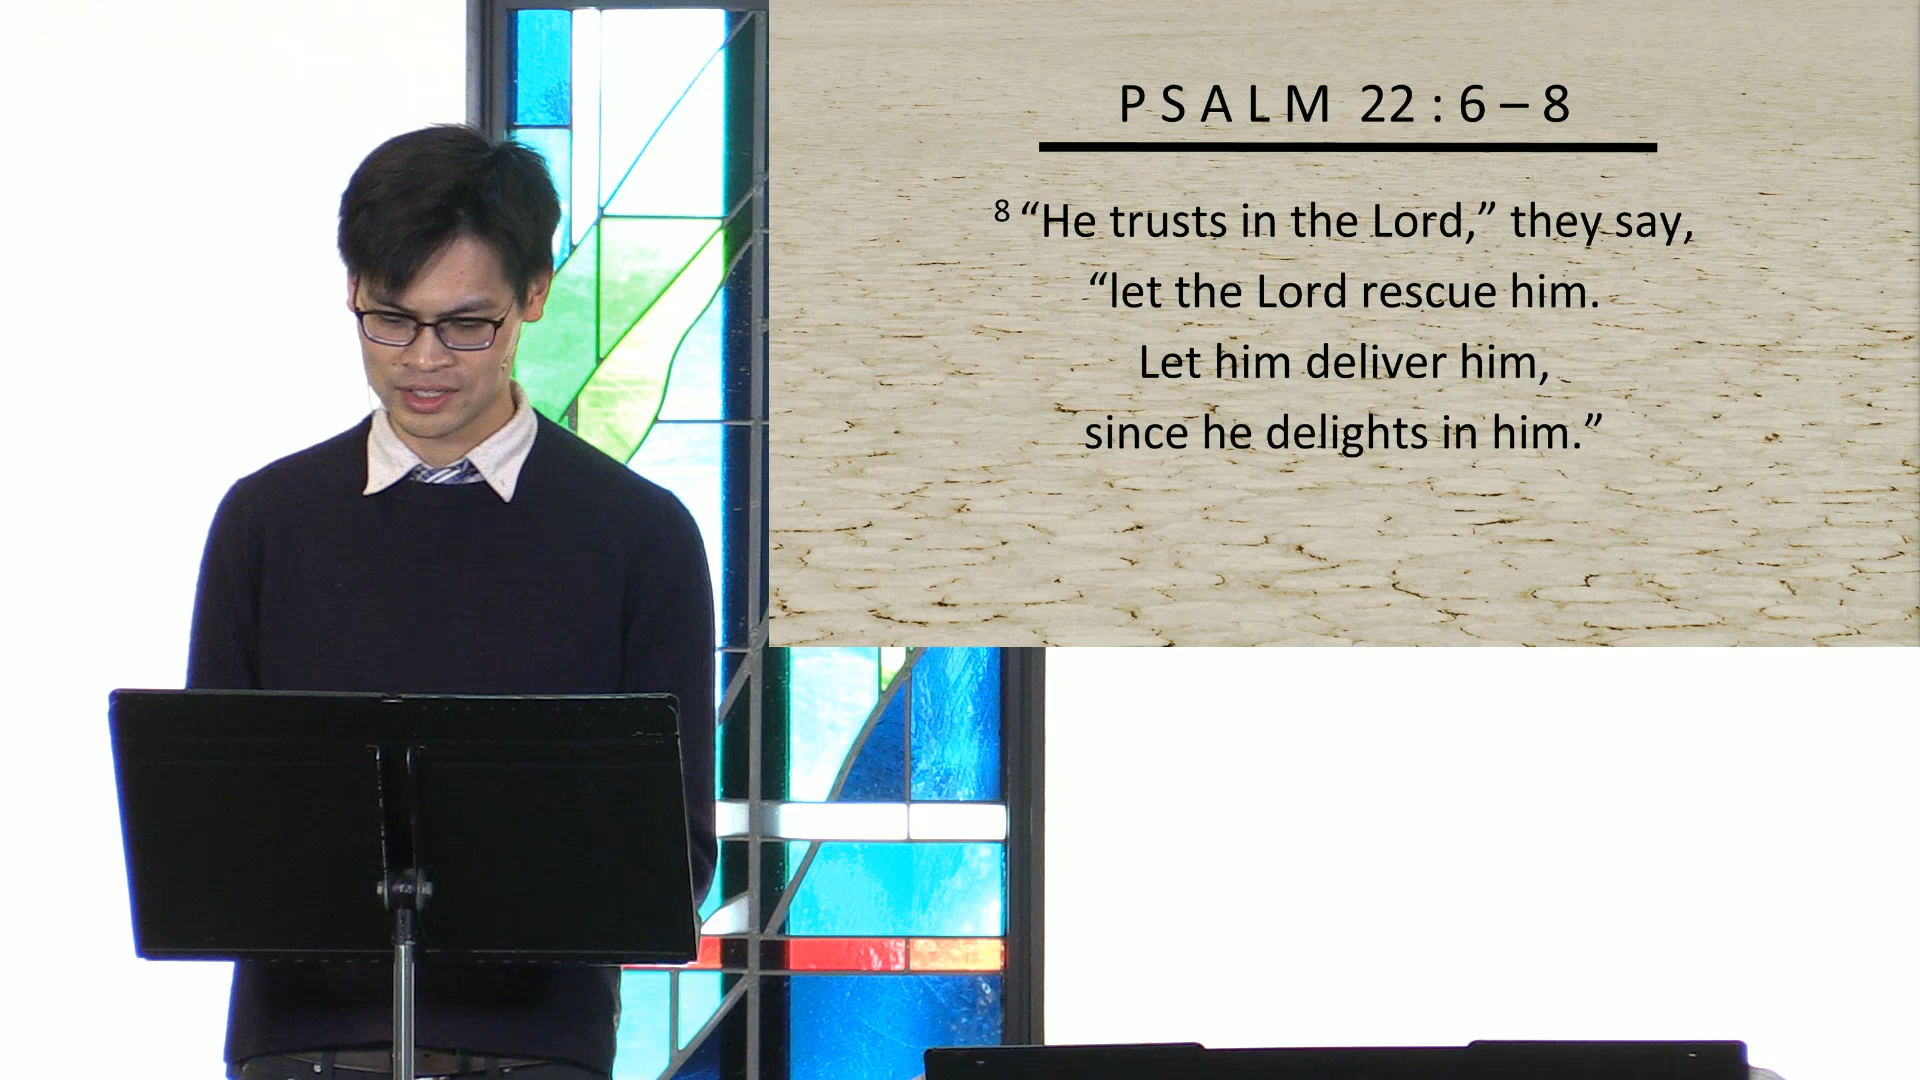 PSALM 22:6–8
8 “He trusts in the Lord,” they say,
“let the Lord rescue him.
Let him deliver him,
since he delights in him.”